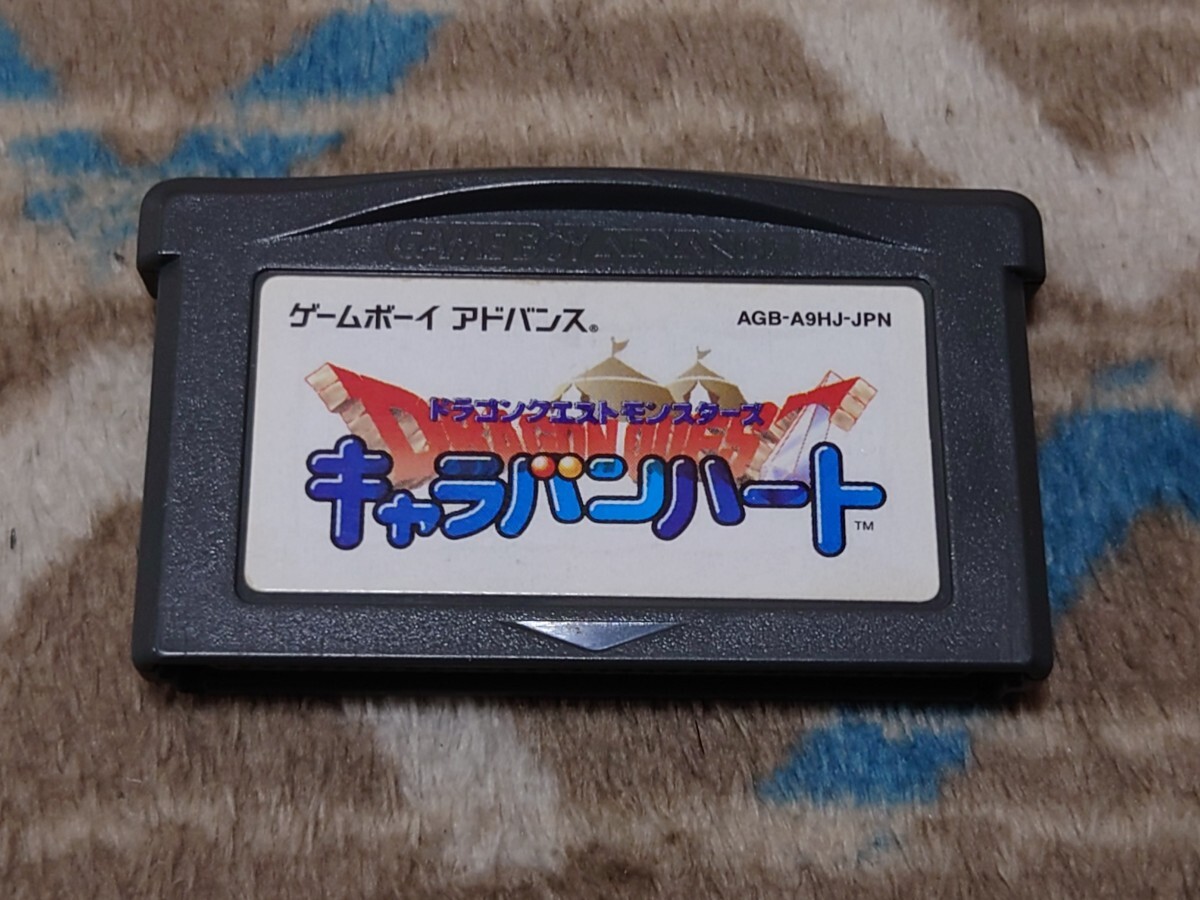 GAME BOY ADVANCE
ゲームボーイ アドバンス®
AGB-A9HJ-JPN
DRAGON QUEST
ドラゴンクエストモンスターズ
キャラバンハート™